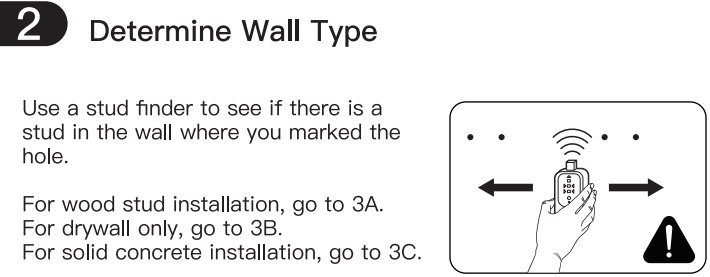 2 Determine Wall Type
Use a stud finder to see if there is a
stud in the wall where you marked the
hole.
For wood stud installation, go to 3A.
For drywall only, go to 3B.
For solid concrete installation, go to 3C.